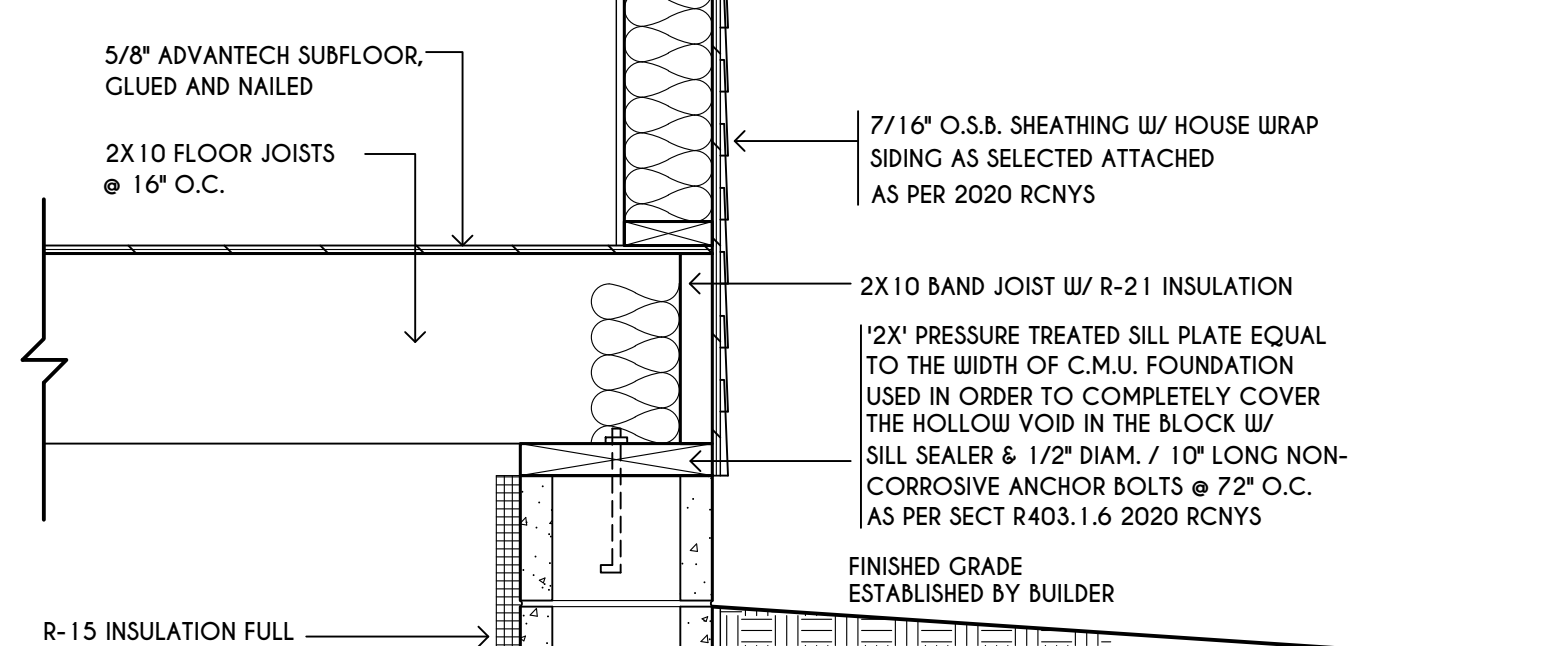 5/8" ADVANTECH SUBFLOOR,
GLUED AND NAILED
2X10 FLOOR JOISTS
@ 16" O.C.
7/16" O.S.B. SHEATHING W/ HOUSE WRAP
SIDING AS SELECTED ATTACHED
AS PER 2020 RCNYS
2X10 BAND JOIST W/ R-21 INSULATION
'2X' PRESSURE TREATED SILL PLATE EQUAL
TO THE WIDTH OF C.M.U. FOUNDATION
USED IN ORDER TO COMPLETELY COVER
THE HOLLOW VOID IN THE BLOCK W/
SILL SEALER & 1/2" DIAM. / 10" LONG NON-
CORROSIVE ANCHOR BOLTS @ 72" O.C.
AS PER SECT R403.1.6 2020 RCNYS
FINISHED GRADE
ESTABLISHED BY BUILDER
R-15 INSULATION FULL